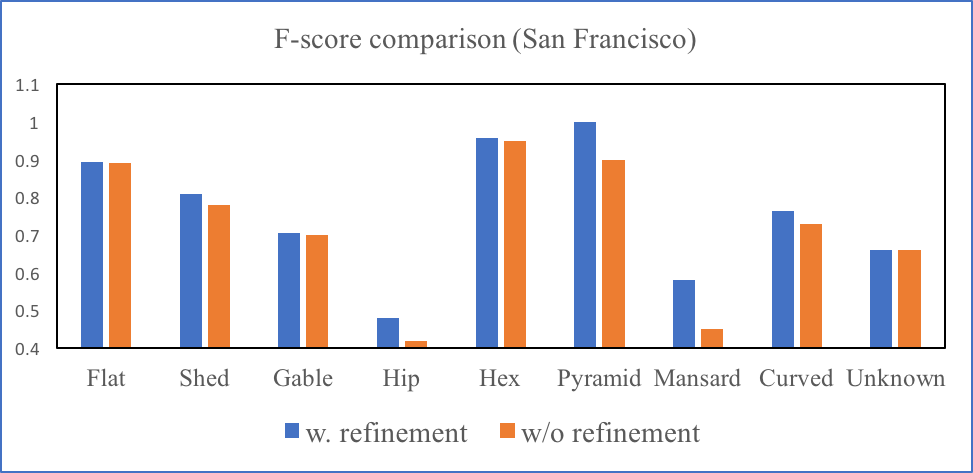 F-score comparison (San Francisco)
1.1
1
0.9
0.8
0.7
0.6
0.5
0.4
Flat Shed Gable Hip Hex Pyramid Mansard Curved Unknown
w. refinement w/o refinement